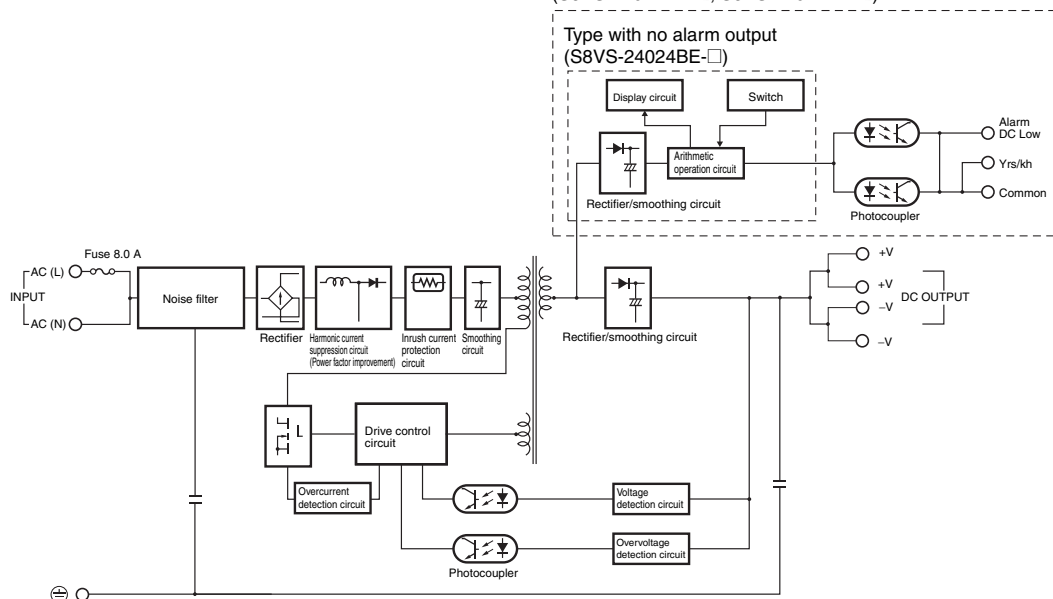 Type with no alarm output
(S8VS-24024BE-□)
Display circuit
Switch
Arithmetic
operation circuit
Rectifier/smoothing circuit
Photocoupler
Alarm
DC Low
Yrs/kh
Common
Fuse 8.0 A
AC (L)
INPUT
AC (N)
Noise filter
Rectifier
Harmonic current
suppression circuit
(Power factor improvement)
Inrush current
protection
circuit
Smoothing
circuit
Rectifier/smoothing circuit
+V
+V
DC OUTPUT
–V
–V
Drive control
circuit
Overcurrent
detection circuit
Voltage
detection circuit
Overvoltage
detection circuit
Photocoupler